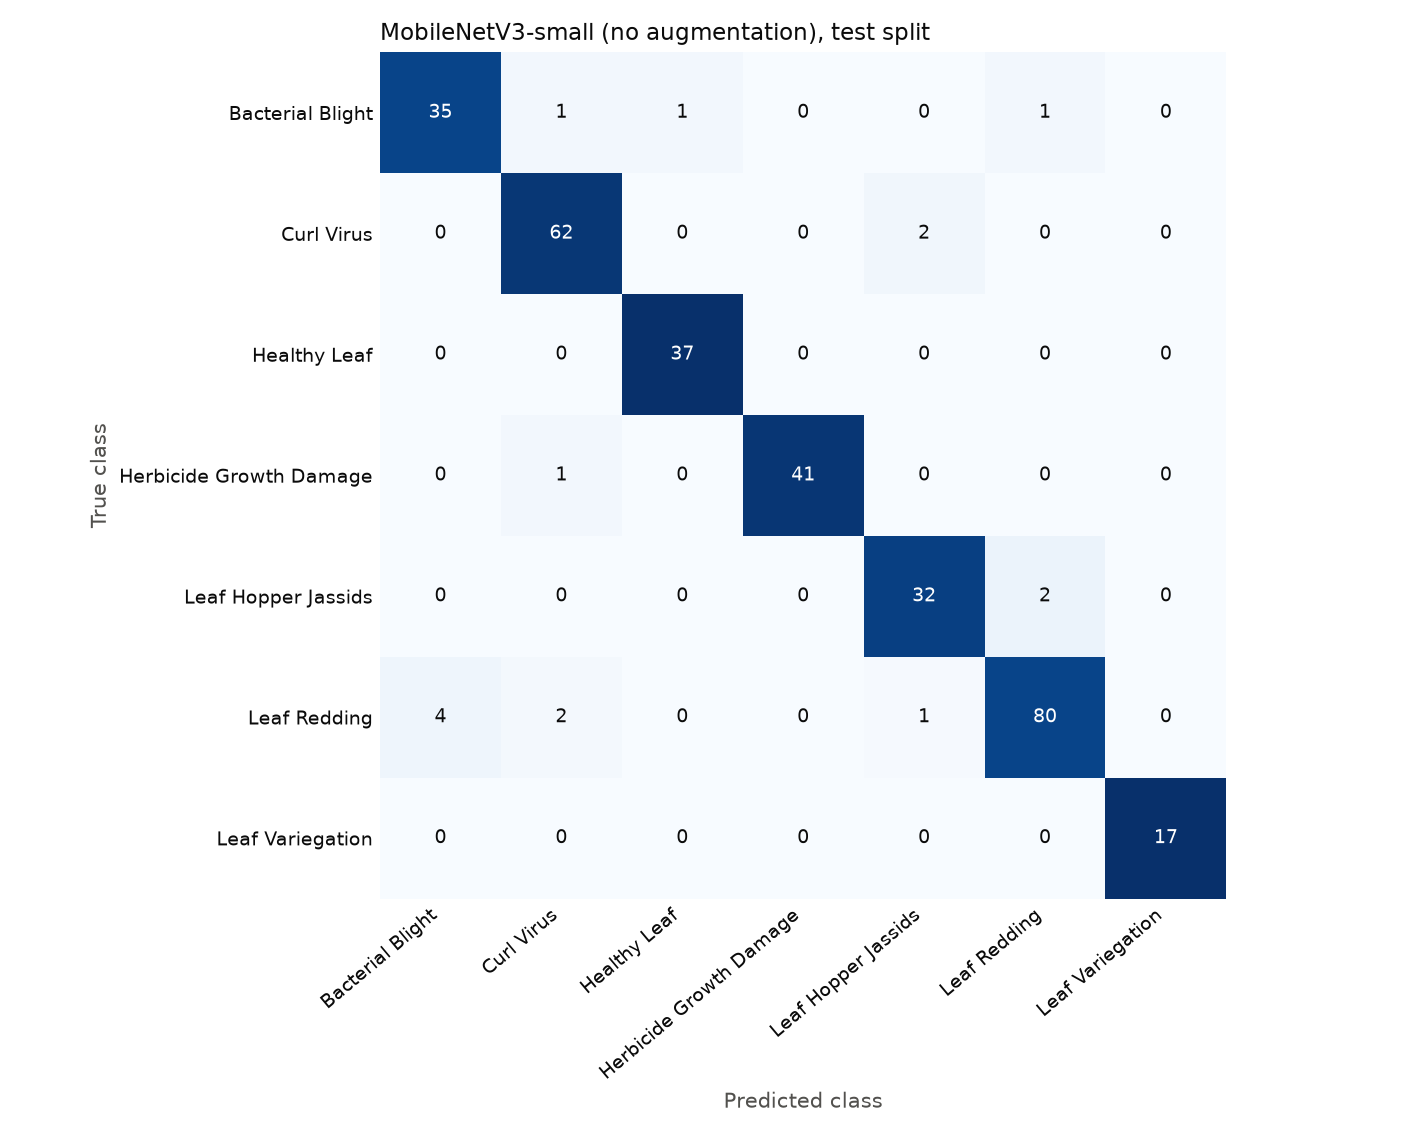 MobileNetV3-small (no augmentation), test split
Bacterial Blight 35 1 1 0 0 1 0
Curl Virus 0 62 0 0 2 0 0
Healthy Leaf 0 0 37 0 0 0 0
Herbicide Growth Damage 0 1 0 41 0 0 0
Leaf Hopper Jassids 0 0 0 0 32 2 0
Leaf Redding 4 2 0 0 1 80 0
Leaf Variegation 0 0 0 0 0 0 17
True class
Bacterial Blight
Curl Virus
Healthy Leaf
Herbicide Growth Damage
Leaf Hopper Jassids
Leaf Redding
Leaf Variegation
Predicted class